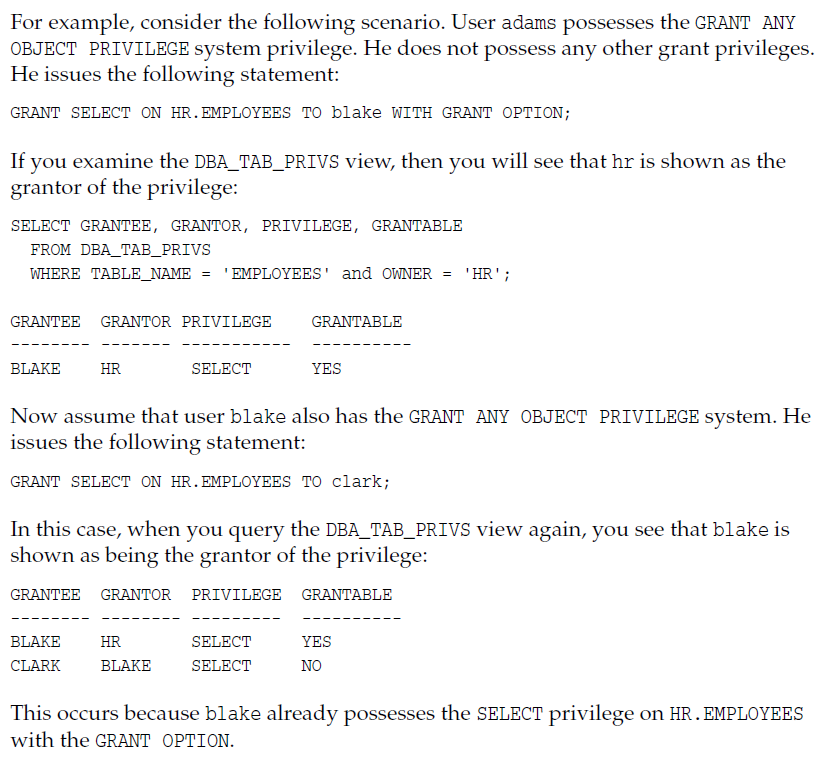 For example, consider the following scenario. User adams possesses the GRANT ANY
OBJECT PRIVILEGE system privilege. He does not possess any other grant privileges.
He issues the following statement:
GRANT SELECT ON HR.EMPLOYEES TO blake WITH GRANT OPTION;
If you examine the DBA_TAB_PRIVS view, then you will see that hr is shown as the
grantor of the privilege:
SELECT GRANTEE, GRANTOR, PRIVILEGE, GRANTABLE
FROM DBA_TAB_PRIVS
WHERE TABLE_NAME = 'EMPLOYEES' and OWNER = 'HR';
GRANTEE GRANTOR PRIVILEGE GRANTABLE
-------- ------- ----------- ----------
BLAKE HR SELECT YES
Now assume that user blake also has the GRANT ANY OBJECT PRIVILEGE system. He
issues the following statement:
GRANT SELECT ON HR.EMPLOYEES TO clark;
In this case, when you query the DBA_TAB_PRIVS view again, you see that blake is
shown as being the grantor of the privilege:
GRANTEE GRANTOR PRIVILEGE GRANTABLE
-------- -------- --------- ----------
BLAKE HR SELECT YES
CLARK BLAKE SELECT NO
This occurs because blake already possesses the SELECT privilege on HR.EMPLOYEES
with the GRANT OPTION.